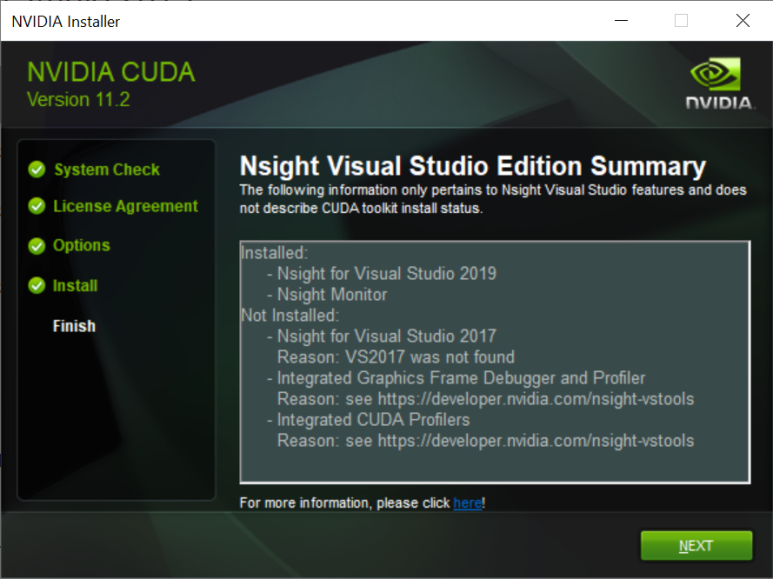 NVIDIA Installer
NVIDIA CUDA
Version 11.2
NVIDIA.
System Check
License Agreement
Options
Install
Finish
Nsight Visual Studio Edition Summary
The following information only pertains to Nsight Visual Studio features and does
not describe CUDA toolkit install status.
Installed:
- Nsight for Visual Studio 2019
- Nsight Monitor
Not Installed:
- Nsight for Visual Studio 2017
Reason: VS2017 was not found
- Integrated Graphics Frame Debugger and Profiler
Reason: see https://developer.nvidia.com/nsight-vstools
- Integrated CUDA Profilers
Reason: see https://developer.nvidia.com/nsight-vstools
For more information, please click here!
NEXT